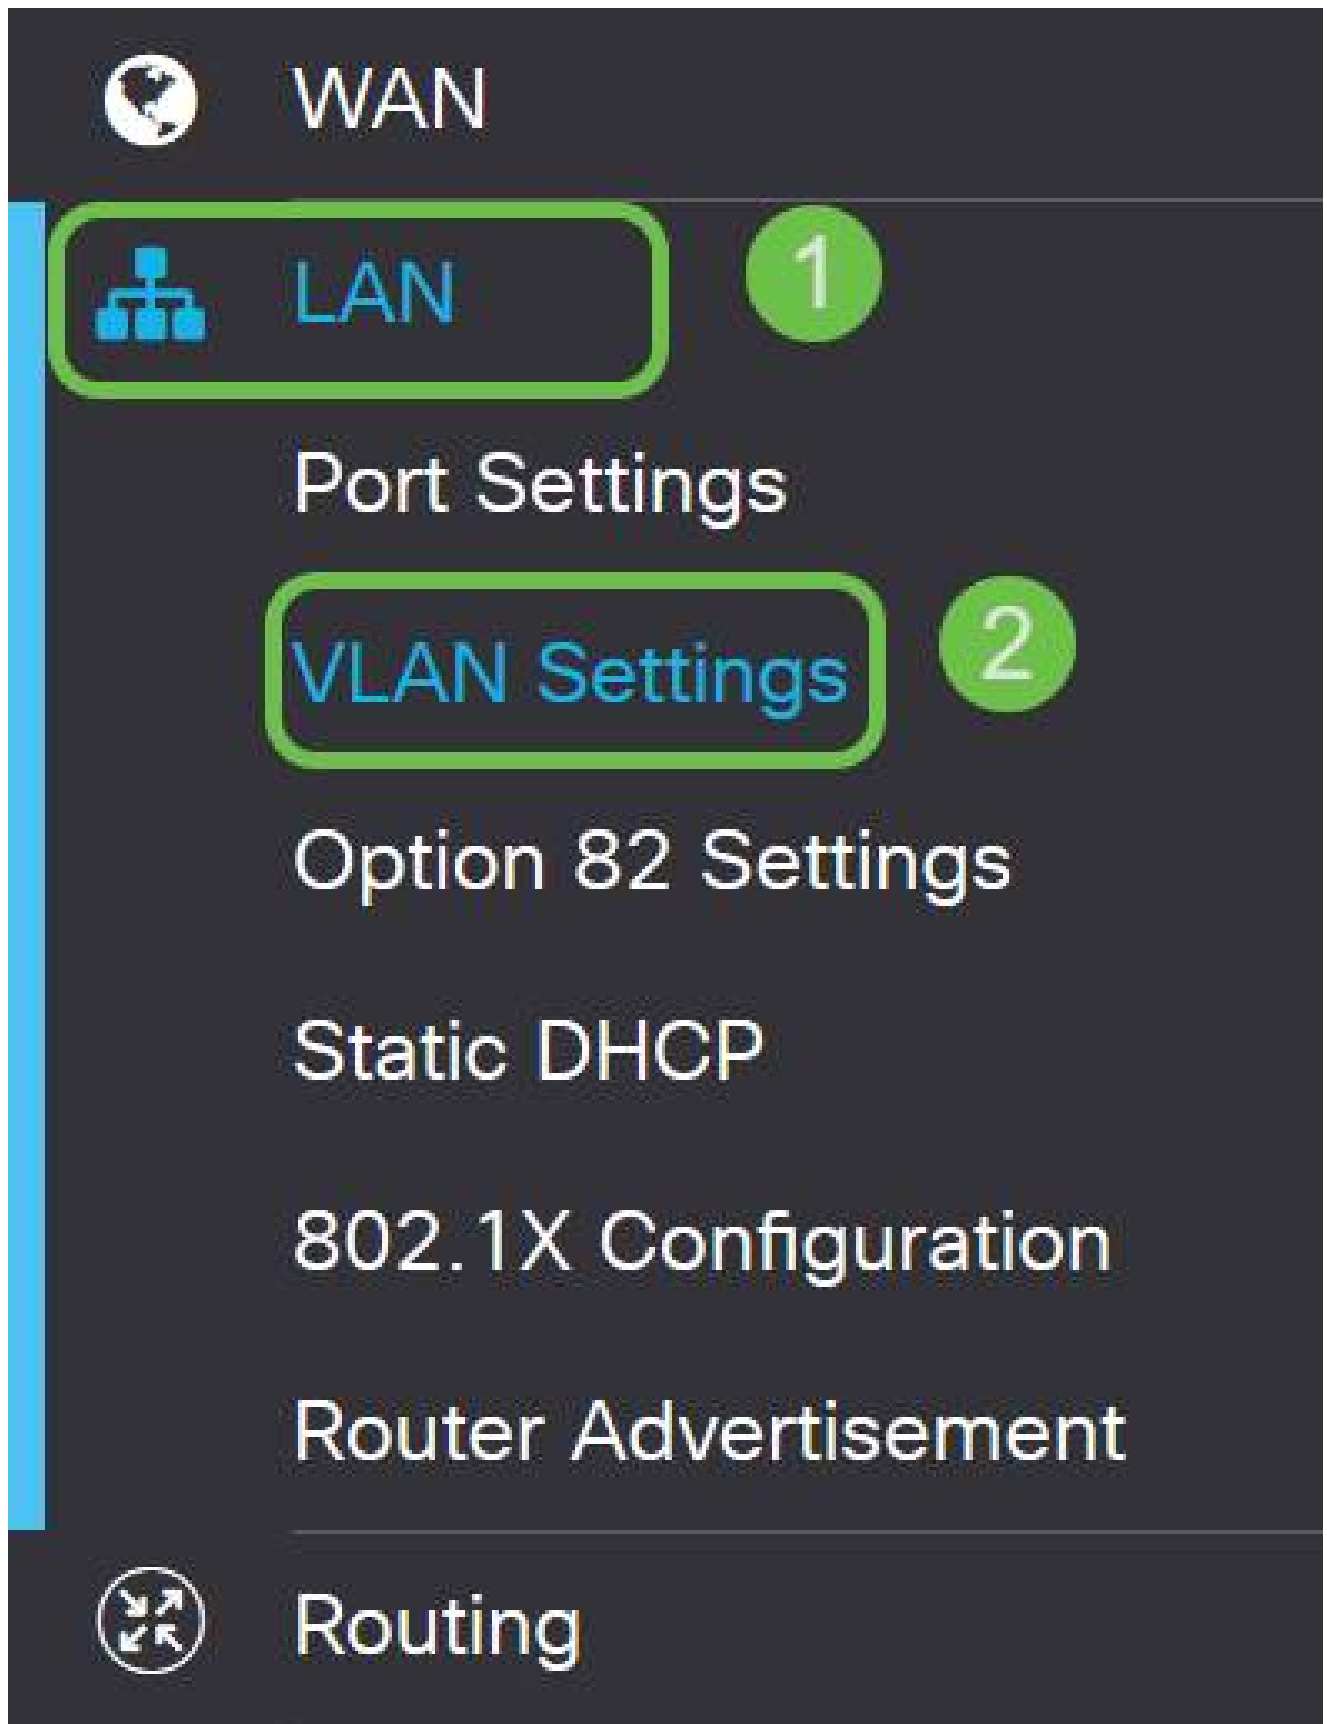 WAN
LAN 1
Port Settings
VLAN Settings 2
Option 82 Settings
Static DHCP
802.1X Configuration
Router Advertisement
Routing